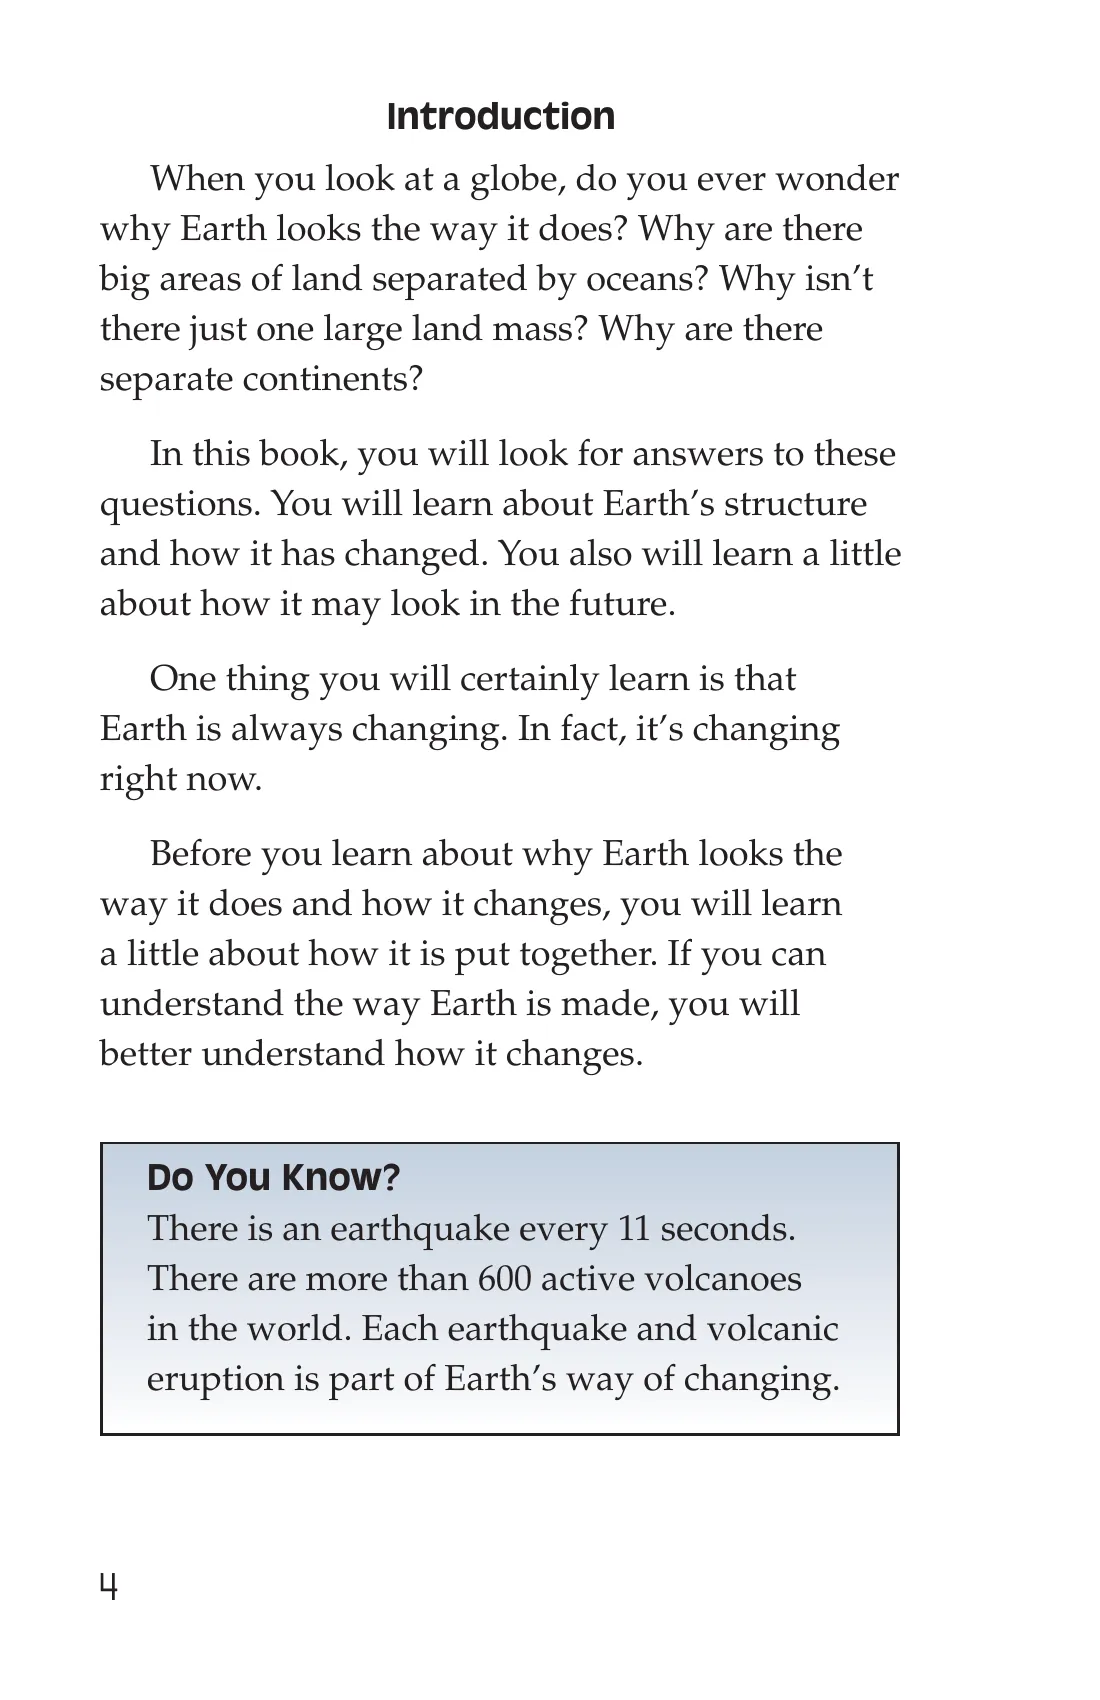 Introduction
When you look at a globe, do you ever wonder
why Earth looks the way it does? Why are there
big areas of land separated by oceans? Why isn’t
there just one large land mass? Why are there
separate continents?
In this book, you will look for answers to these
questions. You will learn about Earth’s structure
and how it has changed. You also will learn a little
about how it may look in the future.
One thing you will certainly learn is that
Earth is always changing. In fact, it’s changing
right now.
Before you learn about why Earth looks the
way it does and how it changes, you will learn
a little about how it is put together. If you can
understand the way Earth is made, you will
better understand how it changes.
Do You Know?
There is an earthquake every 11 seconds.
There are more than 600 active volcanoes
in the world. Each earthquake and volcanic
eruption is part of Earth’s way of changing.
4